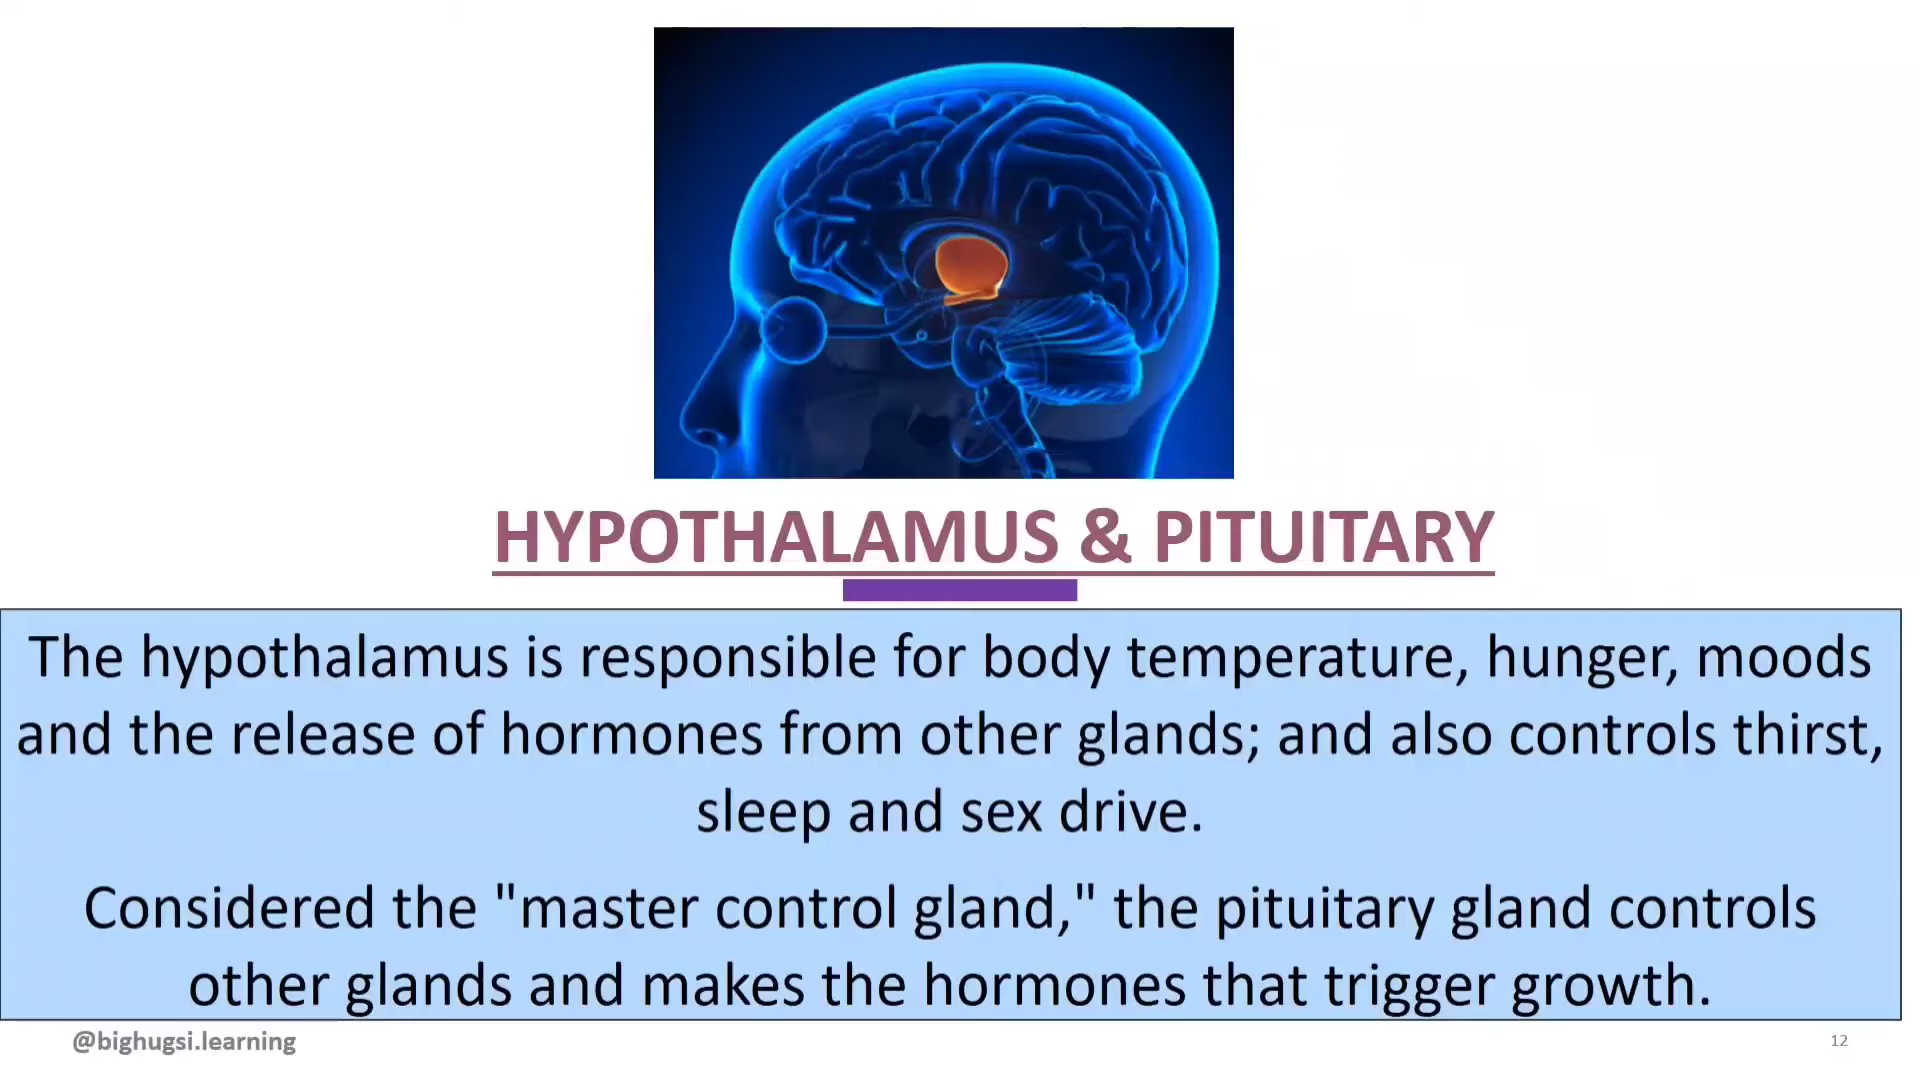 HYPOTHALAMUS & PITUITARY
The hypothalamus is responsible for body temperature, hunger, moods
and the release of hormones from other glands; and also controls thirst,
sleep and sex drive.
Considered the "master control gland," the pituitary gland controls
other glands and makes the hormones that trigger growth.
@bighugsi.learning
12